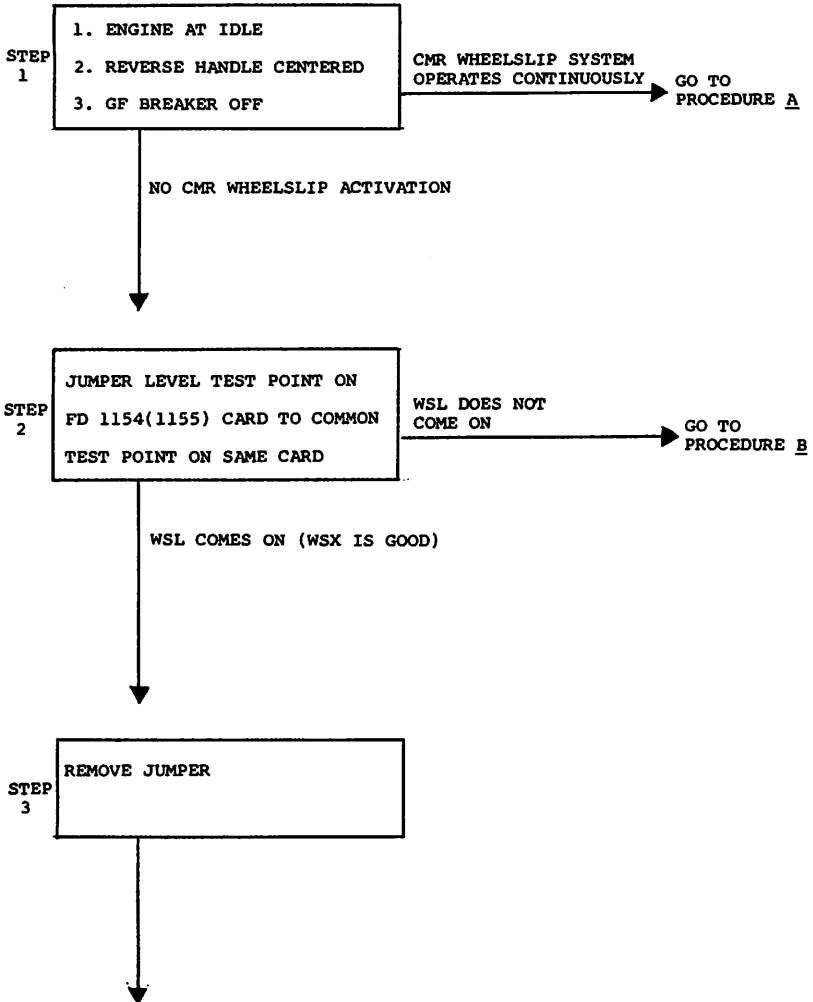 STEP
1
1. ENGINE AT IDLE
2. REVERSE HANDLE CENTERED
3. GF BREAKER OFF
CMR WHEELSLIP SYSTEM
OPERATES CONTINUOUSLY
GO TO
PROCEDURE A
NO CMR WHEELSLIP ACTIVATION
STEP
2
JUMPER LEVEL TEST POINT ON
FD 1154(1155) CARD TO COMMON
TEST POINT ON SAME CARD
WSL DOES NOT
COME ON
GO TO
PROCEDURE B
WSL COMES ON (WSX IS GOOD)
STEP
3
REMOVE JUMPER